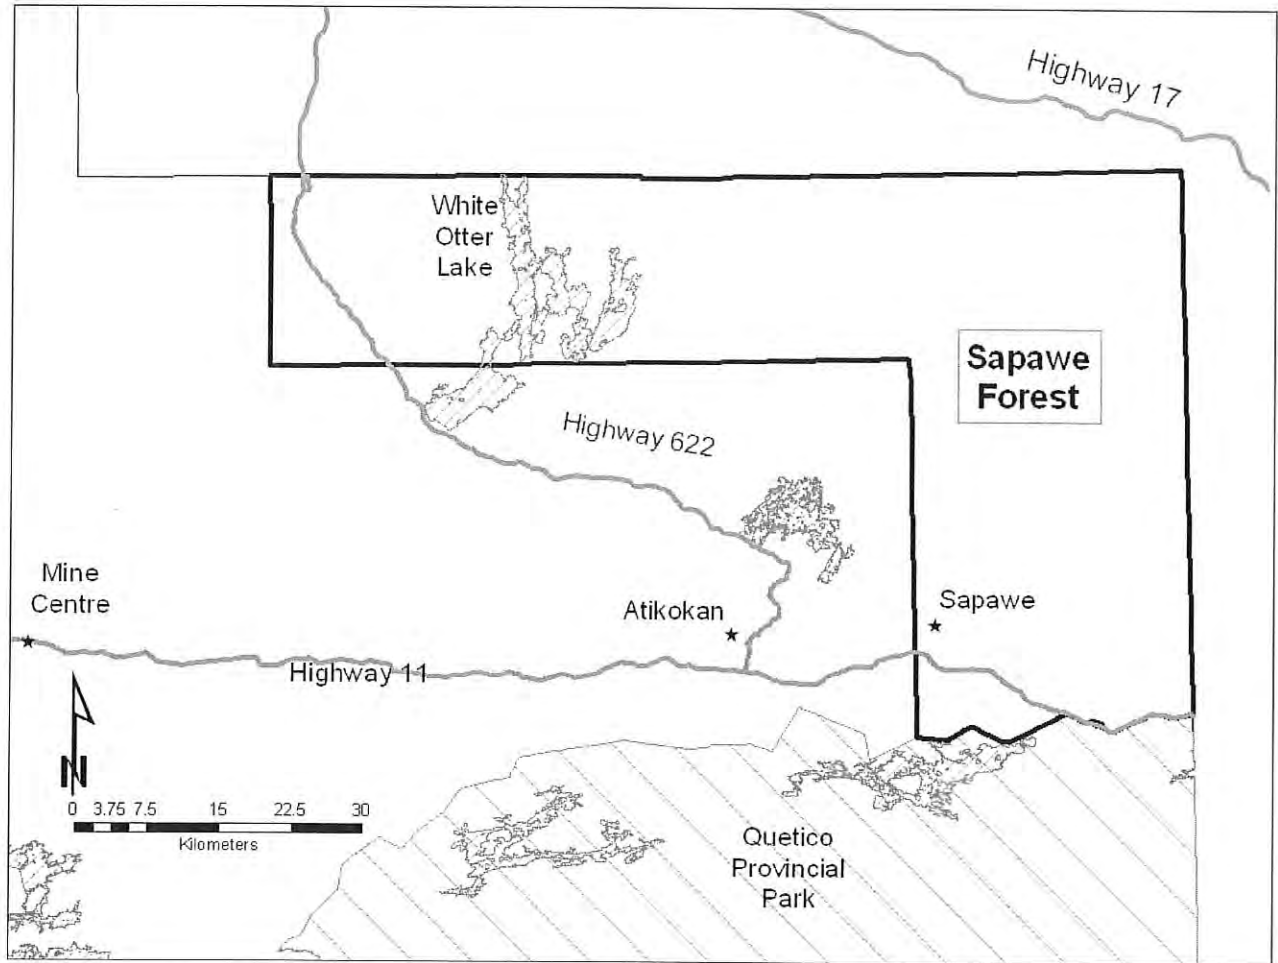 Highway 17
White
Otter
Lake
Sapawe
Forest
Highway 622
Mine
Centre
Atikokan
Sapawe
Highway 11
N
0 3.75 7.5 15 22.5 30
Kilometers
Quetico
Provincial
Park